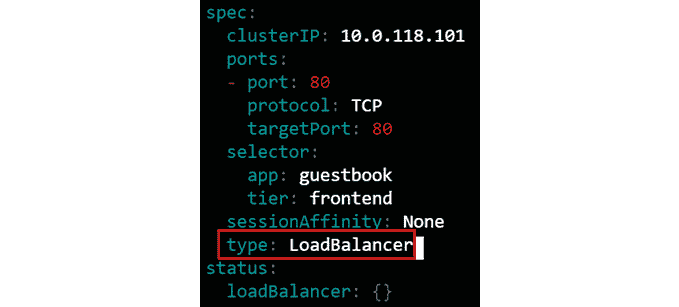 spec:
  clusterIP: 10.0.118.101
  ports:
  - port: 80
    protocol: TCP
    targetPort: 80
  selector:
    app: guestbook
    tier: frontend
  sessionAffinity: None
  type: LoadBalancer
status:
  loadBalancer: {}